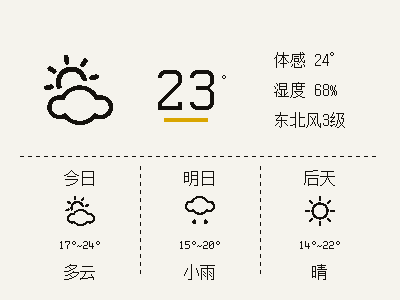 23°
体感 24°
湿度 68%
东北风3级
今日
17°~24°
多云
明日
15°~20°
小雨
后天
14°~22°
晴